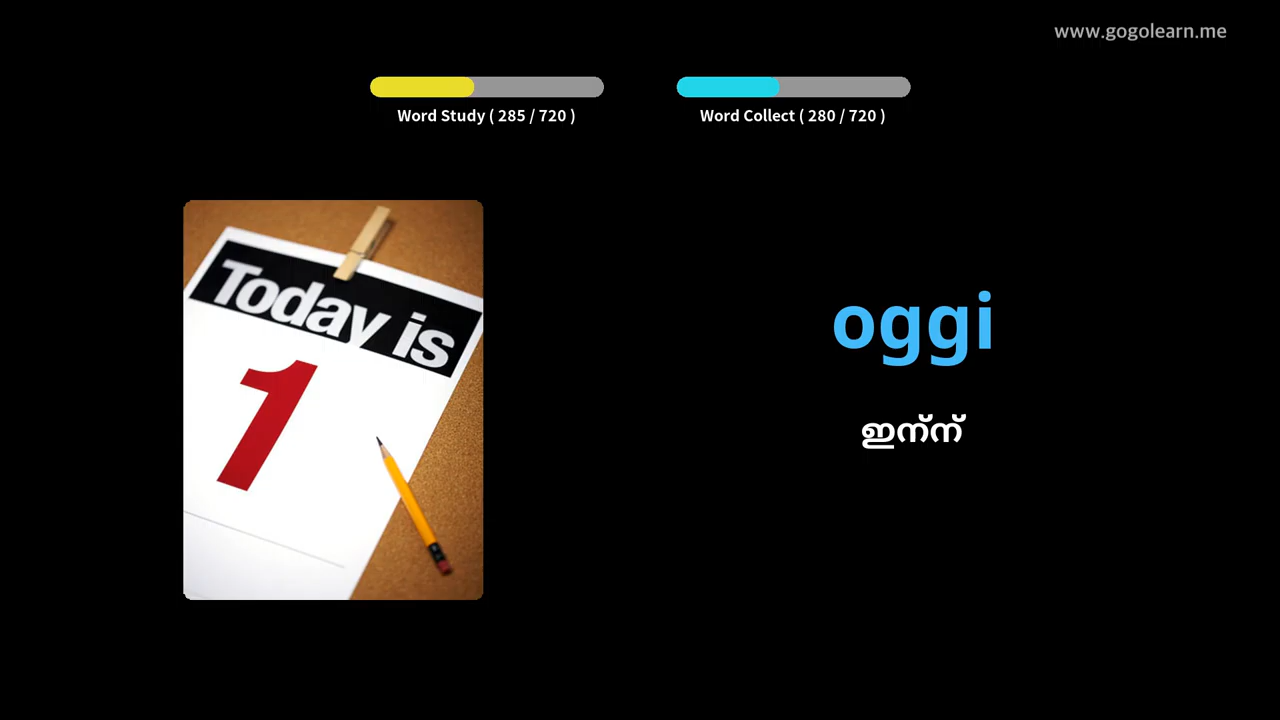 www.gogolearn.me
Word Study ( 285 / 720 )
Word Collect ( 280 / 720 )
Today is
1
oggi
ഇന്ന്